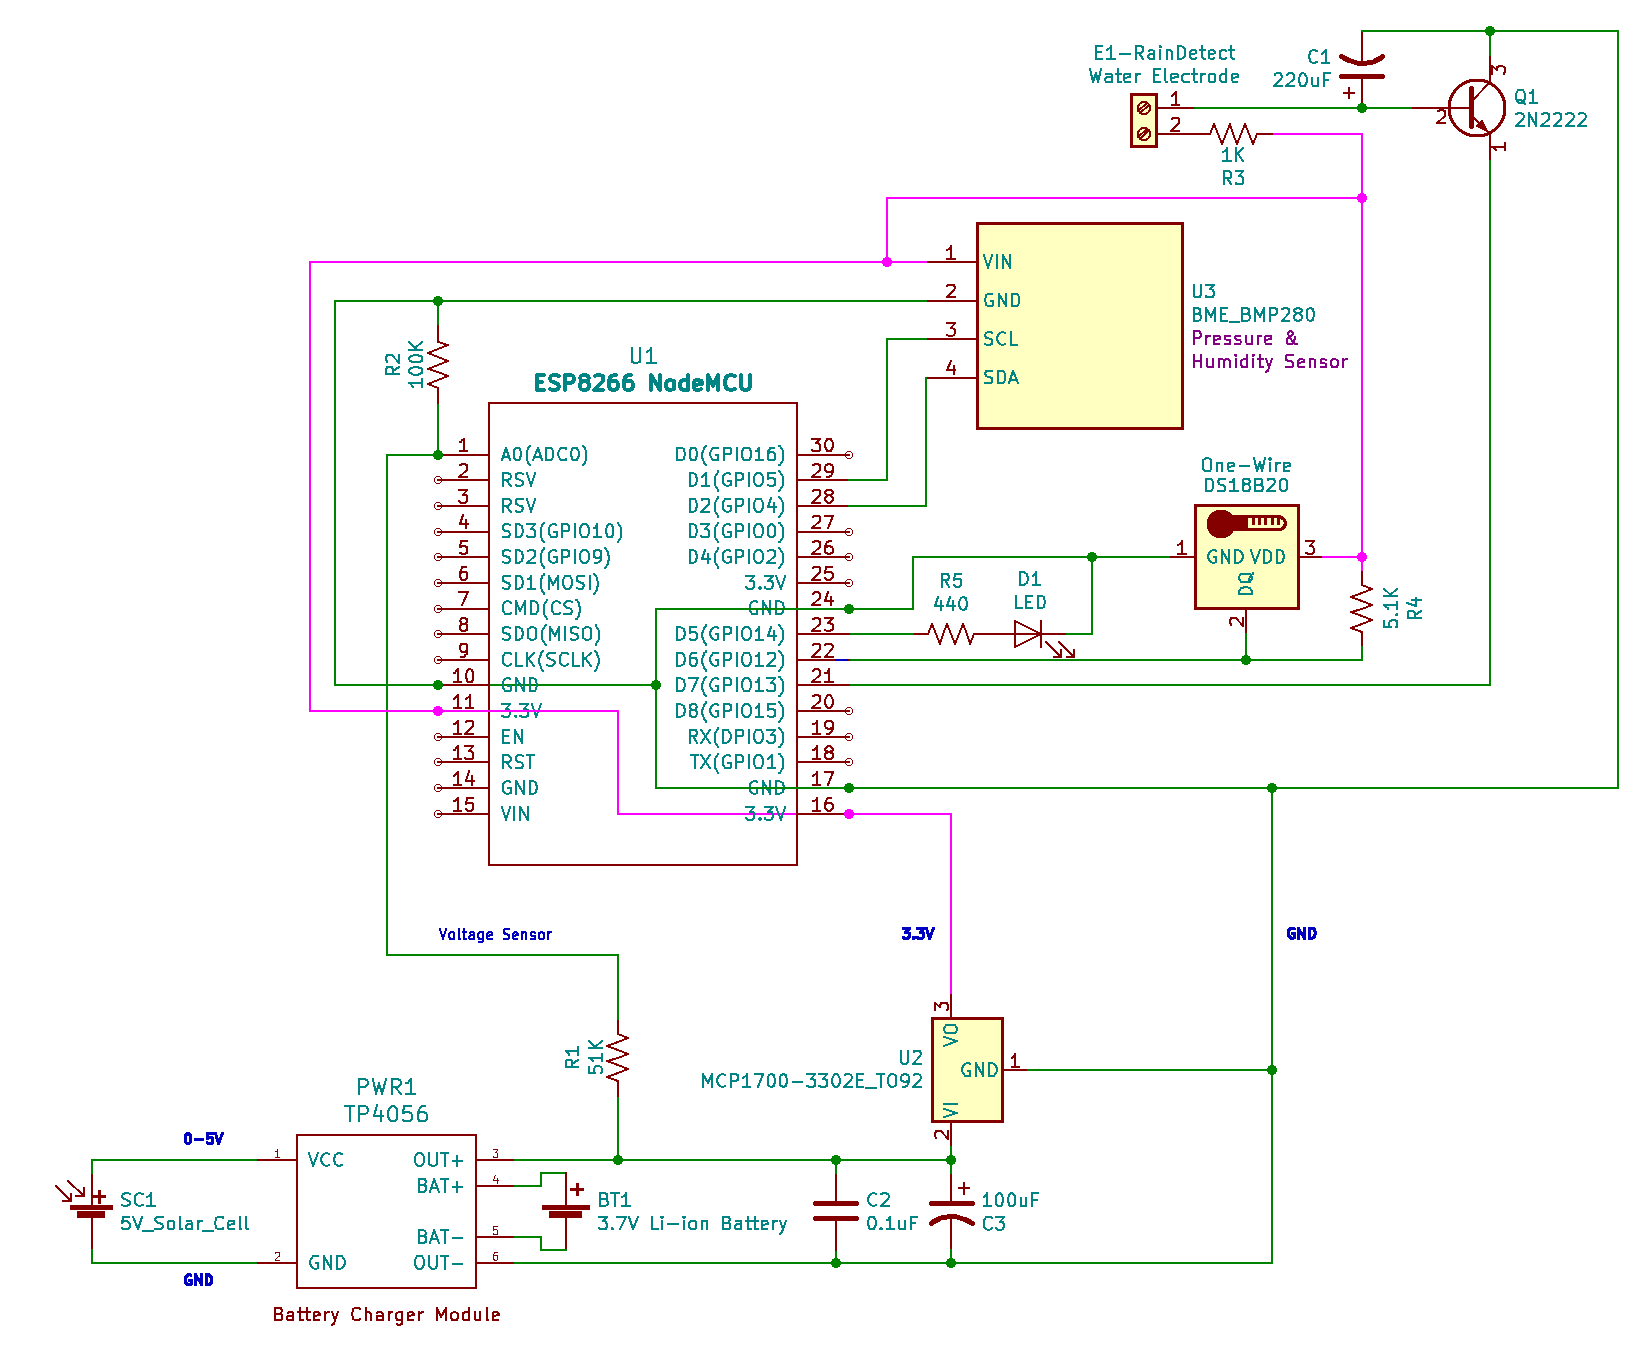 E1-RainDetect
Water Electrode
1
2
1K
R3
C1
220uF
+
3
2
1
Q1
2N2222
1 VIN
2 GND
3 SCL
4 SDA
U3
BME_BMP280
Pressure &
Humidity Sensor
R2
100K
U1
ESP8266 NodeMCU
1 A0(ADC0)
2 RSV
3 RSV
4 SD3(GPIO10)
5 SD2(GPIO9)
6 SD1(MOSI)
7 CMD(CS)
8 SD0(MISO)
9 CLK(SCLK)
10 GND
11 3.3V
12 EN
13 RST
14 GND
15 VIN
D0(GPIO16) 30
D1(GPIO5) 29
D2(GPIO4) 28
D3(GPIO0) 27
D4(GPIO2) 26
3.3V 25
GND 24
D5(GPIO14) 23
D6(GPIO12) 22
D7(GPIO13) 21
D8(GPIO15) 20
RX(DPIO3) 19
TX(GPIO1) 18
GND 17
3.3V 16
One-Wire
DS18B20
1 GND VDD 3
DQ
2
R5
440
D1
LED
5.1K
R4
Voltage Sensor
3.3V
GND
R1
51K
3
VO
U2
MCP1700-3302E_TO92
GND 1
VI
2
PWR1
TP4056
0-5V
1 VCC
2 GND
OUT+ 3
BAT+ 4
BAT- 5
OUT- 6
+
SC1
5V_Solar_Cell
GND
+
BT1
3.7V Li-ion Battery
C2
0.1uF
+
100uF
C3
Battery Charger Module